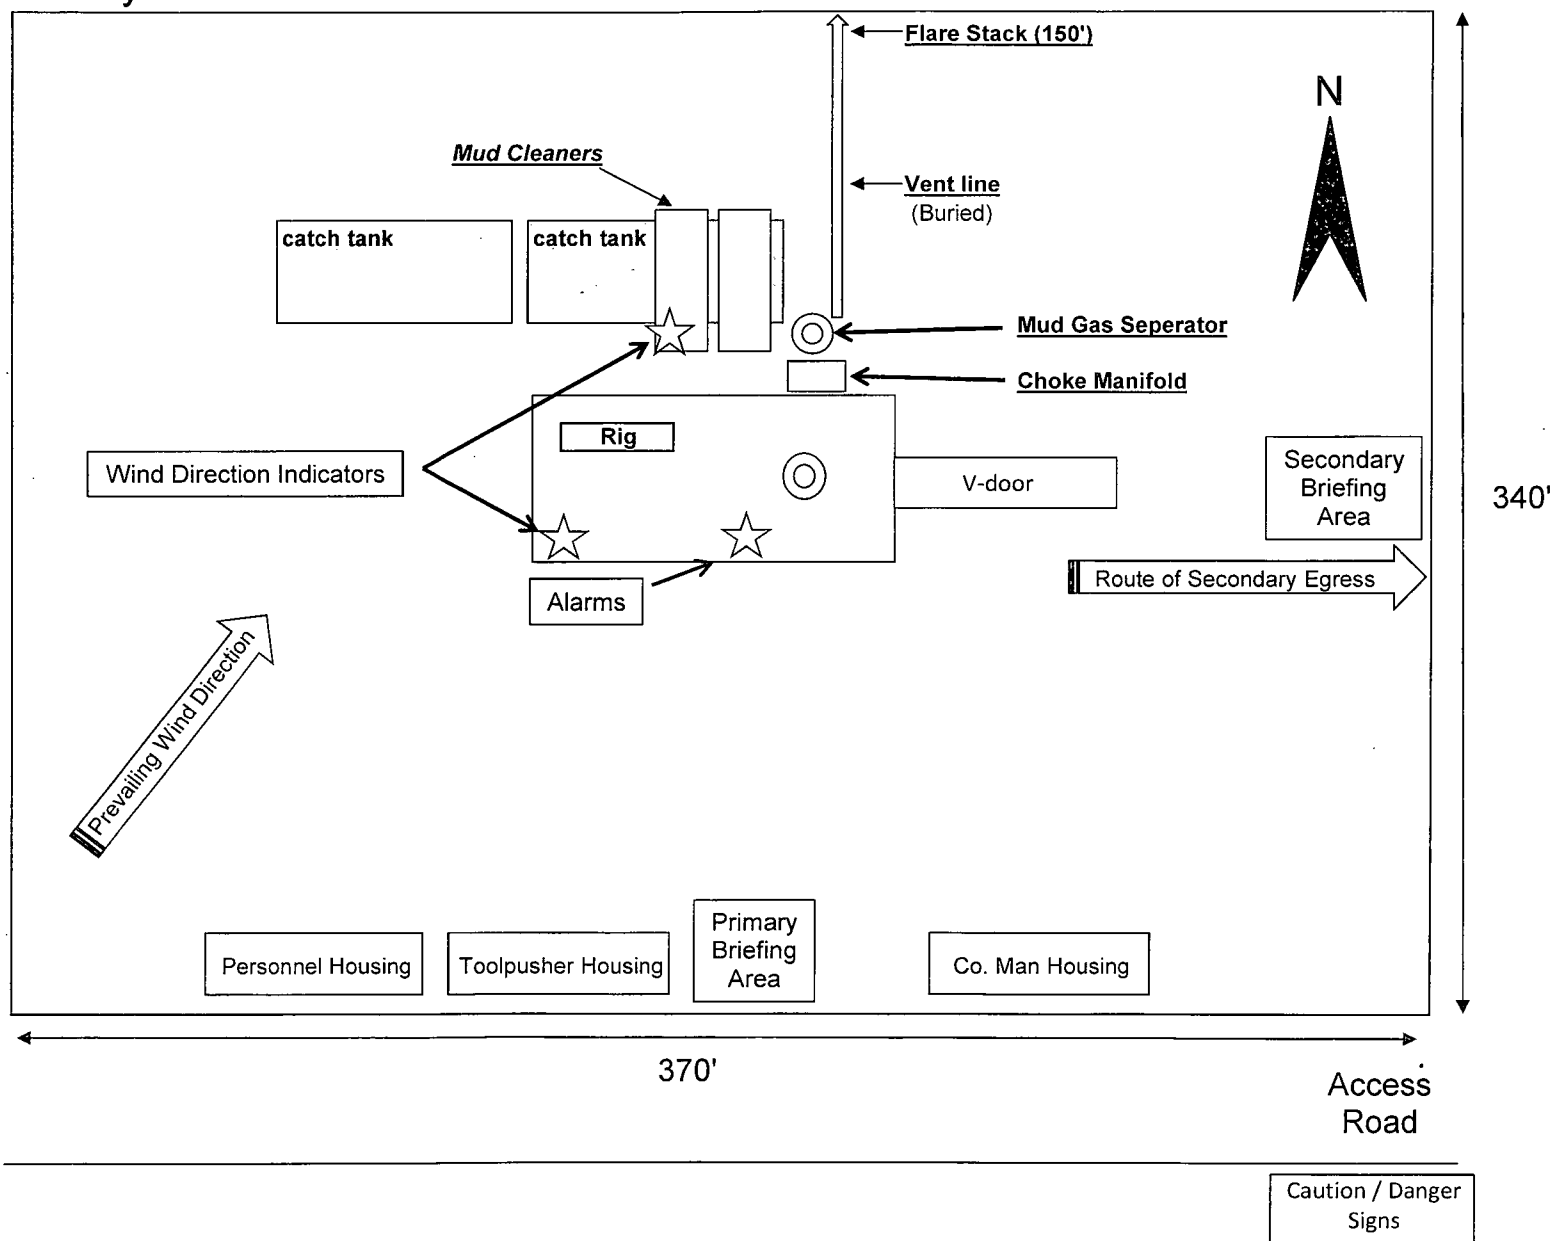 Flare Stack (150')
N
Mud Cleaners
Vent line
(Buried)
catch tank
catch tank
Mud Gas Seperator
Choke Manifold
Rig
Wind Direction Indicators
V-door
Secondary
Briefing
Area
340'
Route of Secondary Egress
Alarms
Prevailing Wind Direction
Primary
Briefing
Area
Personnel Housing
Toolpusher Housing
Co. Man Housing
370'
Access
Road
Caution / Danger
Signs